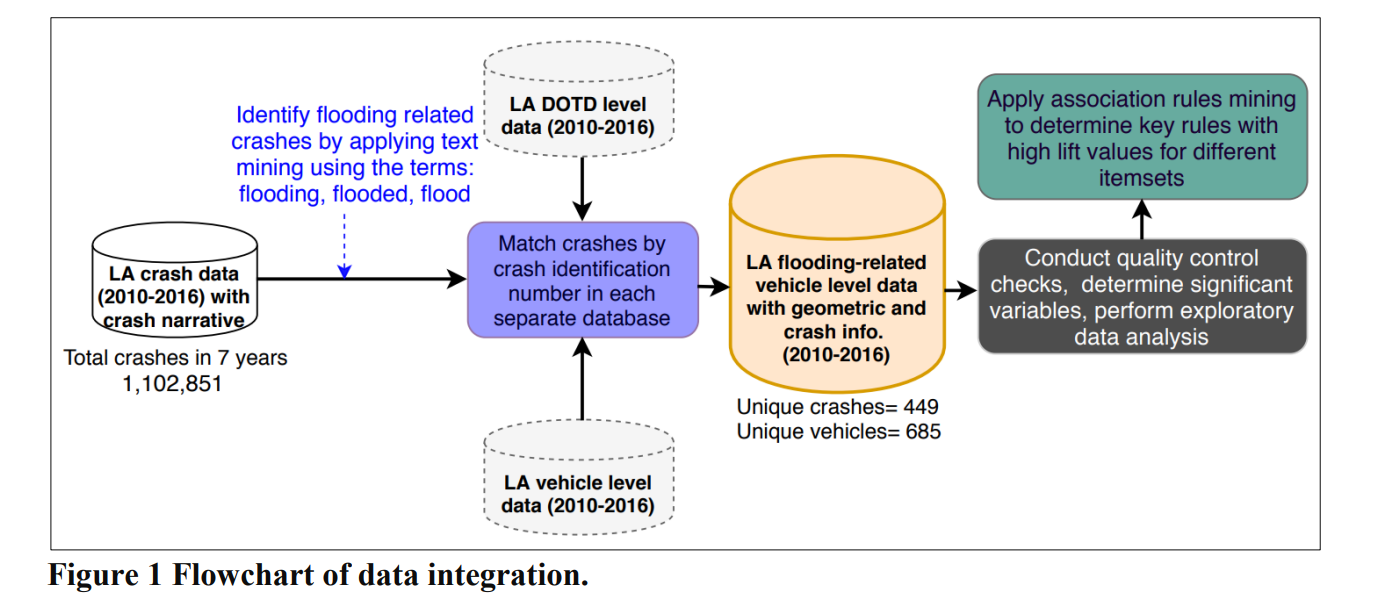 Identify flooding related
crashes by applying text
mining using the terms:
flooding, flooded, flood
LA DOTD level
data (2010-2016)
LA crash data
(2010-2016) with
crash narrative
Total crashes in 7 years
1,102,851
Match crashes by
crash identification
number in each
separate database
LA vehicle level
data (2010-2016)
LA flooding-related
vehicle level data
with geometric and
crash info.
(2010-2016)
Unique crashes= 449
Unique vehicles= 685
Conduct quality control
checks,  determine significant
variables, perform exploratory
data analysis
Apply association rules mining
to determine key rules with
high lift values for different
itemsets
Figure 1 Flowchart of data integration.